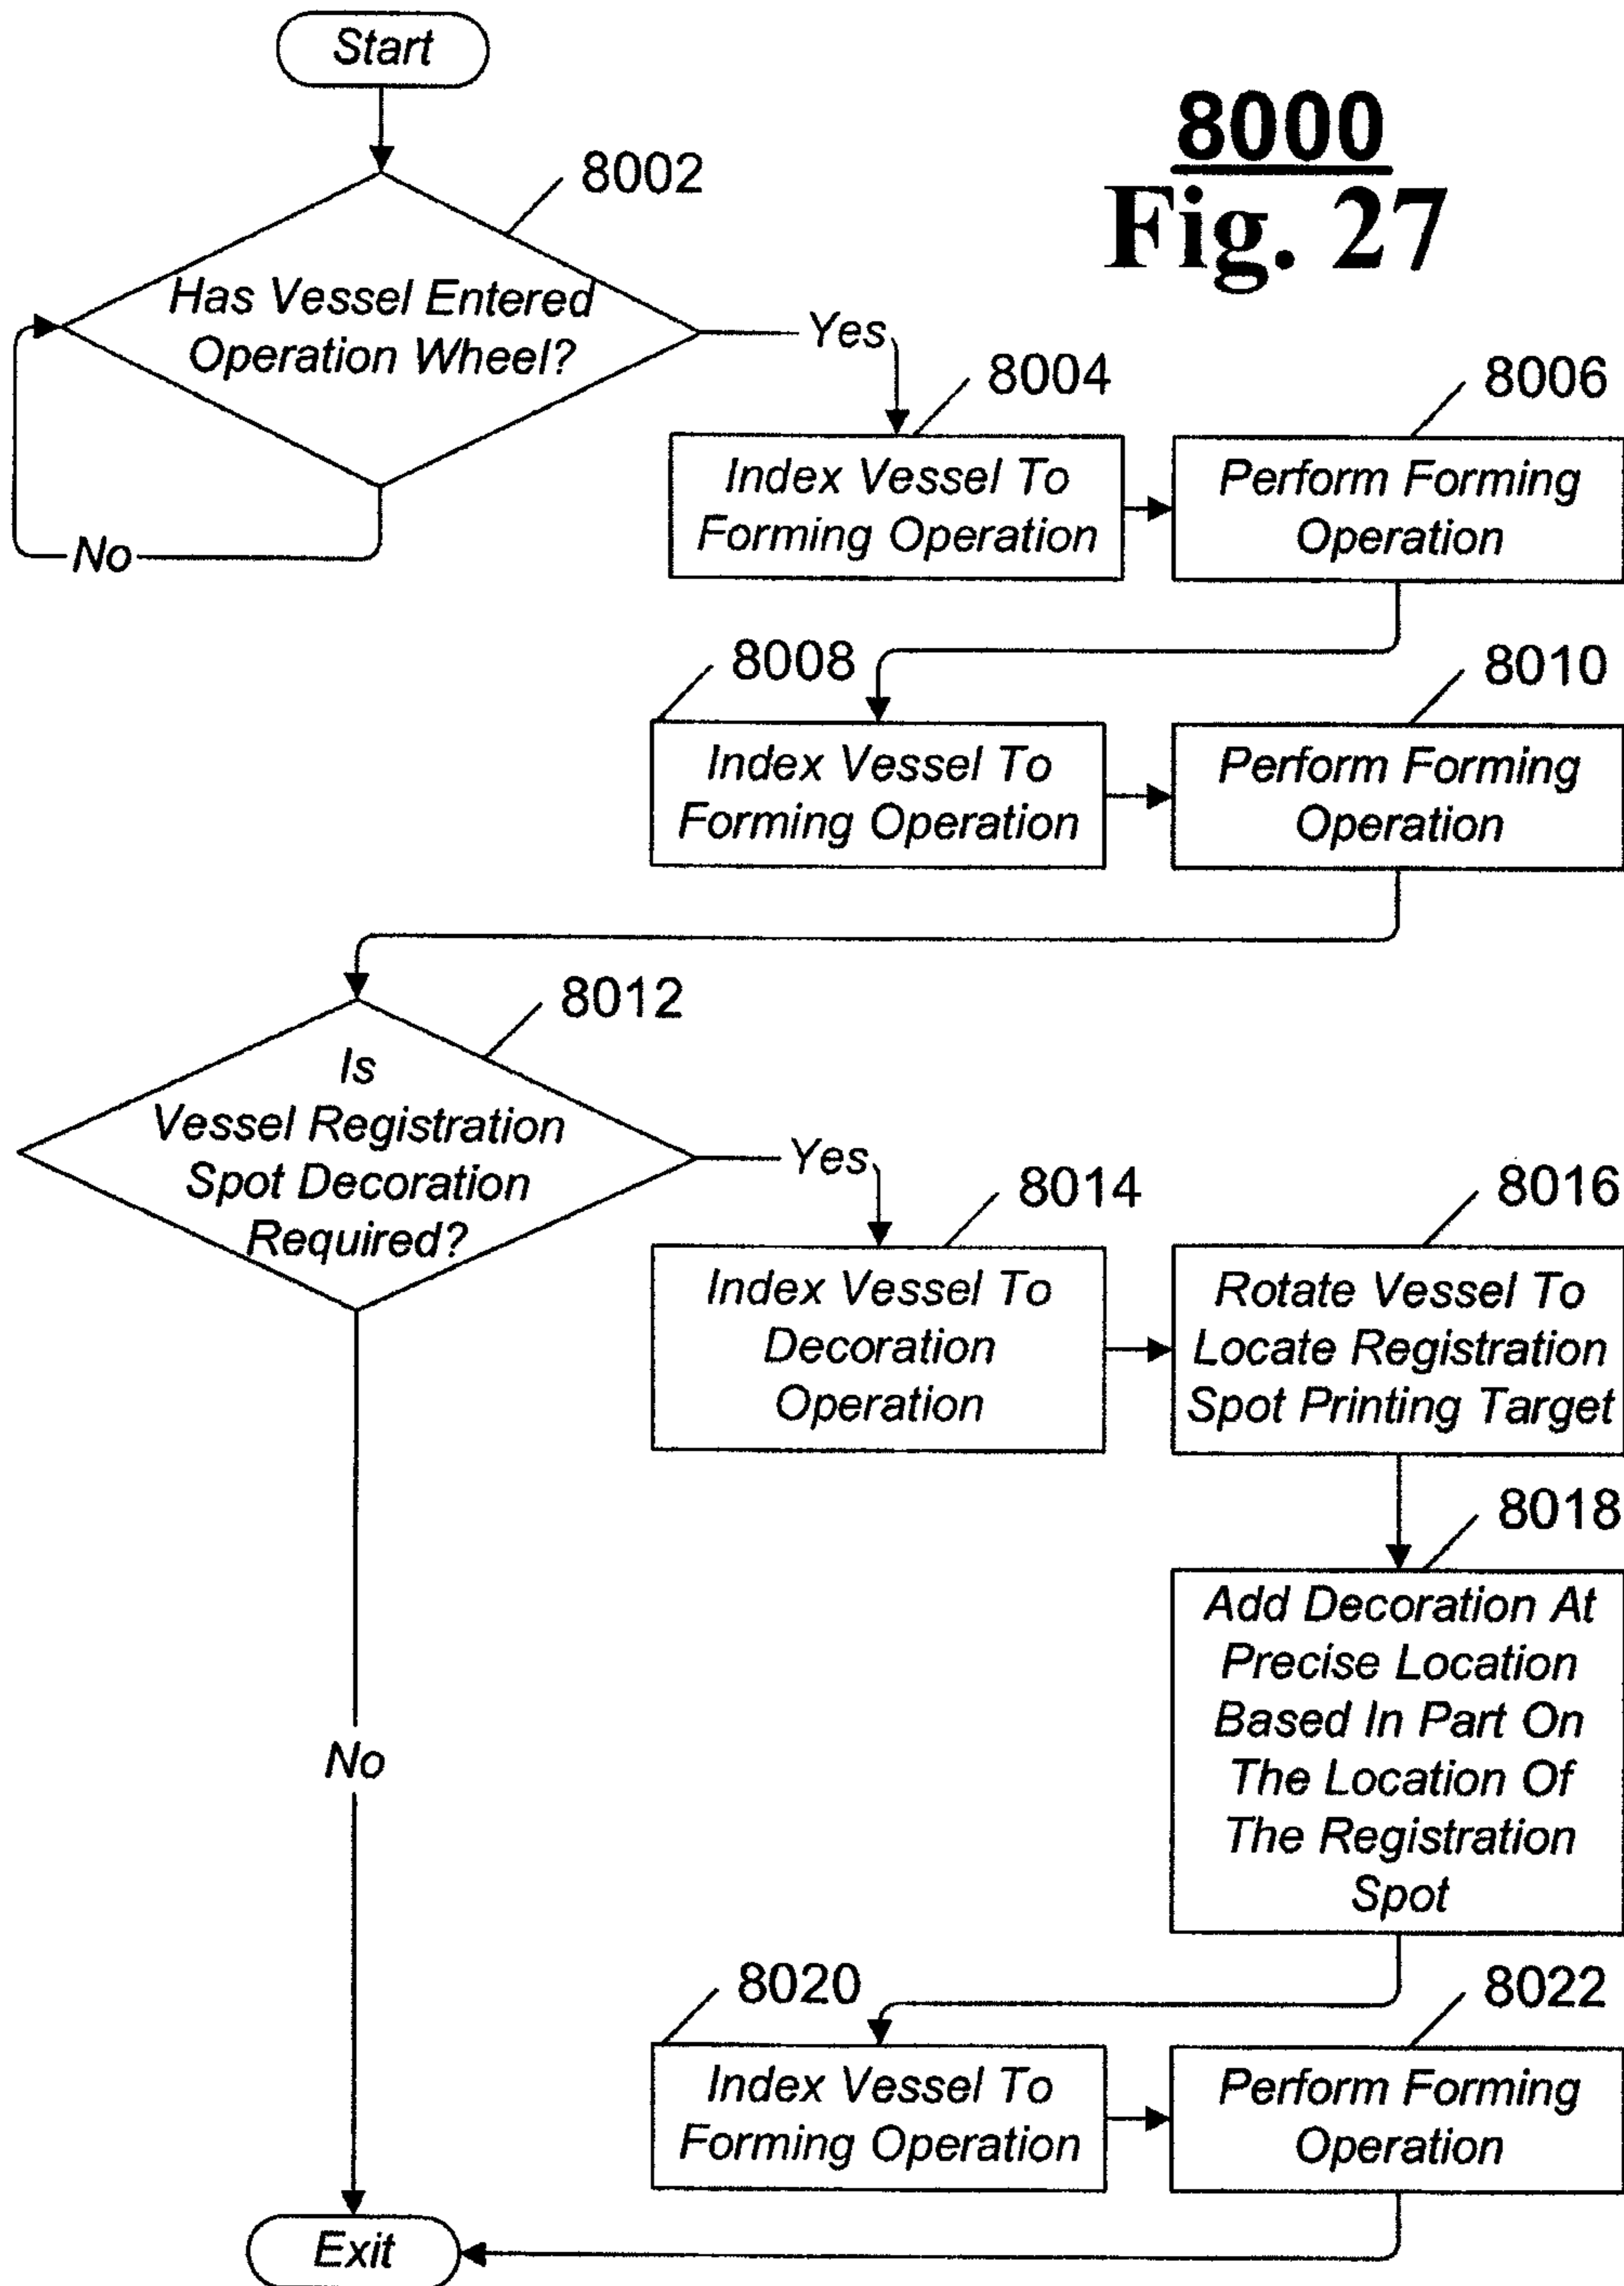 Start
8000
Fig. 27
8002
Has Vessel Entered
Operation Wheel?
Yes
No
8004
Index Vessel To
Forming Operation
8006
Perform Forming
Operation
8008
Index Vessel To
Forming Operation
8010
Perform Forming
Operation
8012
Is
Vessel Registration
Spot Decoration
Required?
Yes
8014
Index Vessel To
Decoration
Operation
8016
Rotate Vessel To
Locate Registration
Spot Printing Target
8018
Add Decoration At
Precise Location
Based In Part On
The Location Of
The Registration
Spot
No
8020
Index Vessel To
Forming Operation
8022
Perform Forming
Operation
Exit